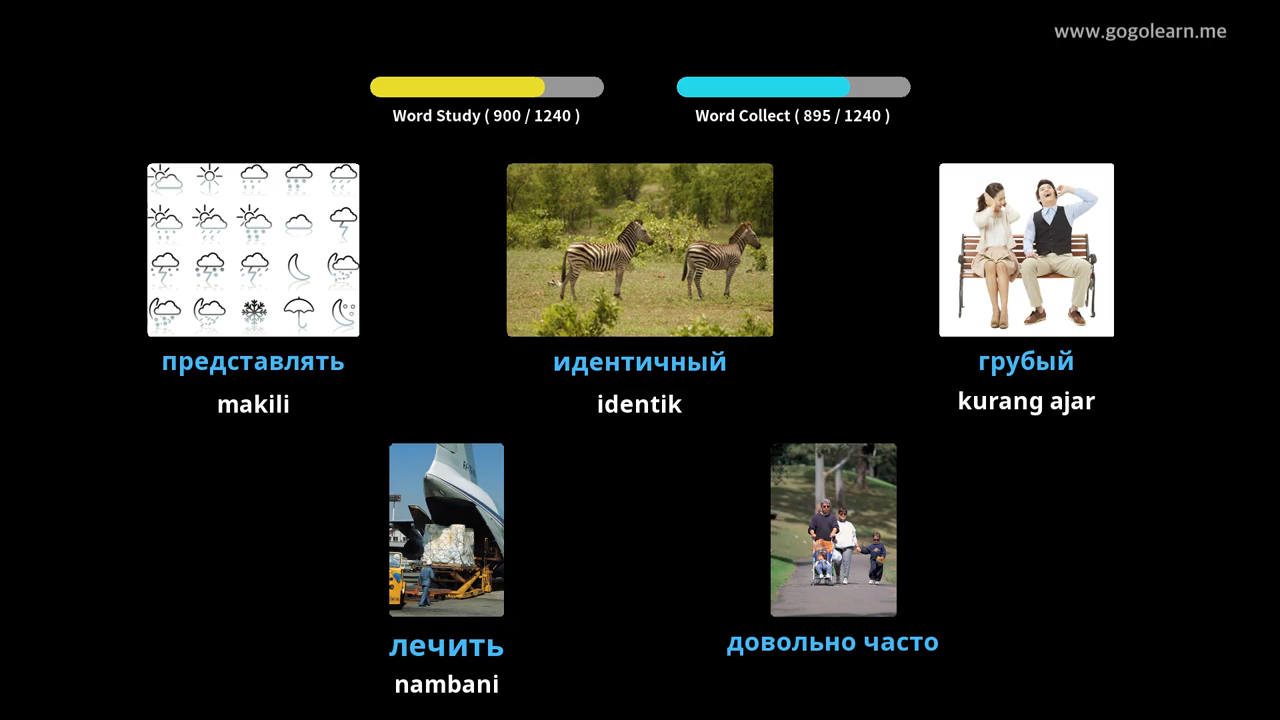 www.gogolearn.me
Word Study ( 900 / 1240 )
Word Collect ( 895 / 1240 )
представлять
идентичный
грубый
makili
identik
kurang ajar
лечить
довольно часто
nambani